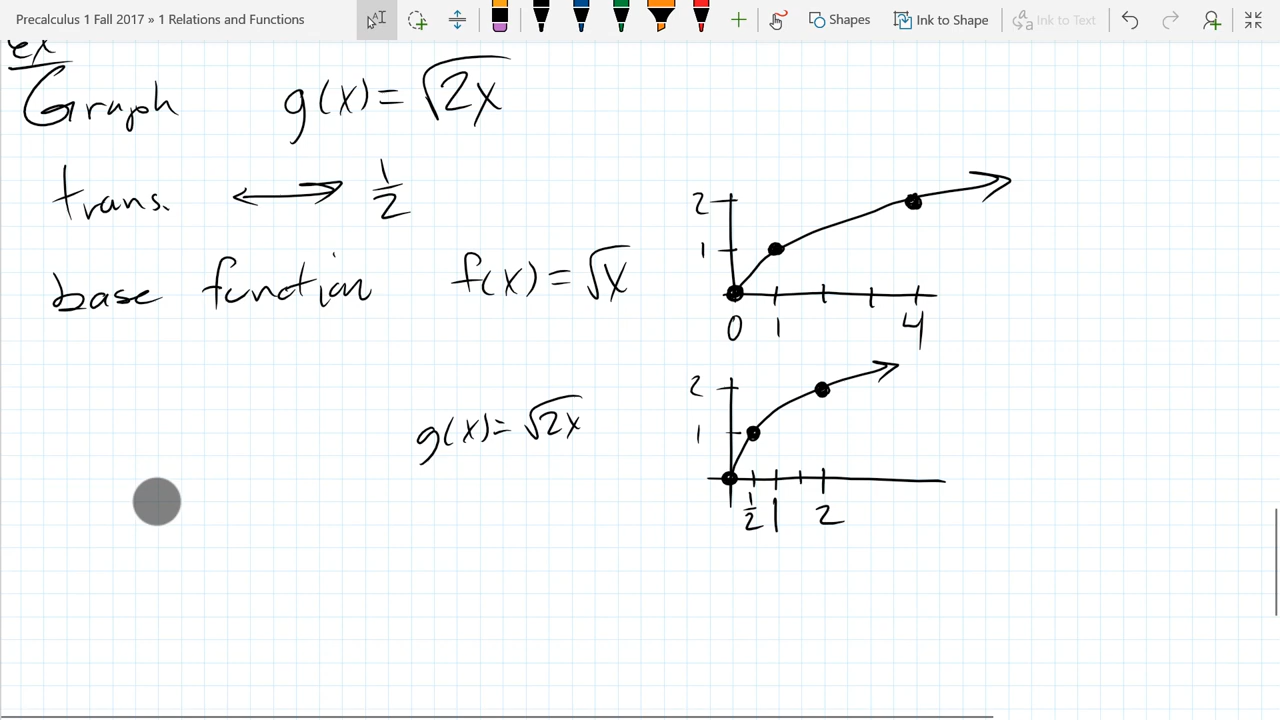 Precalculus 1 Fall 2017 » 1 Relations and Functions
Shapes
Ink to Shape
Ink to Text
ex
Graph g(x) = √2x
trans. ⟷ 1/2
base function f(x) = √x
2
1
0 1 4
g(x) = √2x
2
1
1/2 1 2